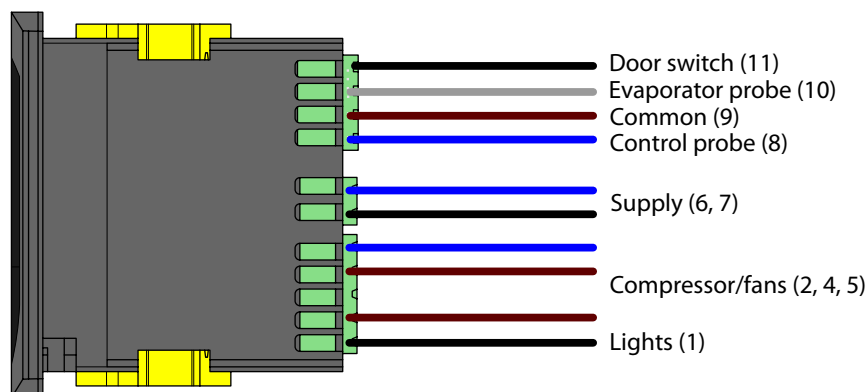 Door switch (11)
Evaporator probe (10)
Common (9)
Control probe (8)
Supply (6, 7)
Compressor/fans (2, 4, 5)
Lights (1)